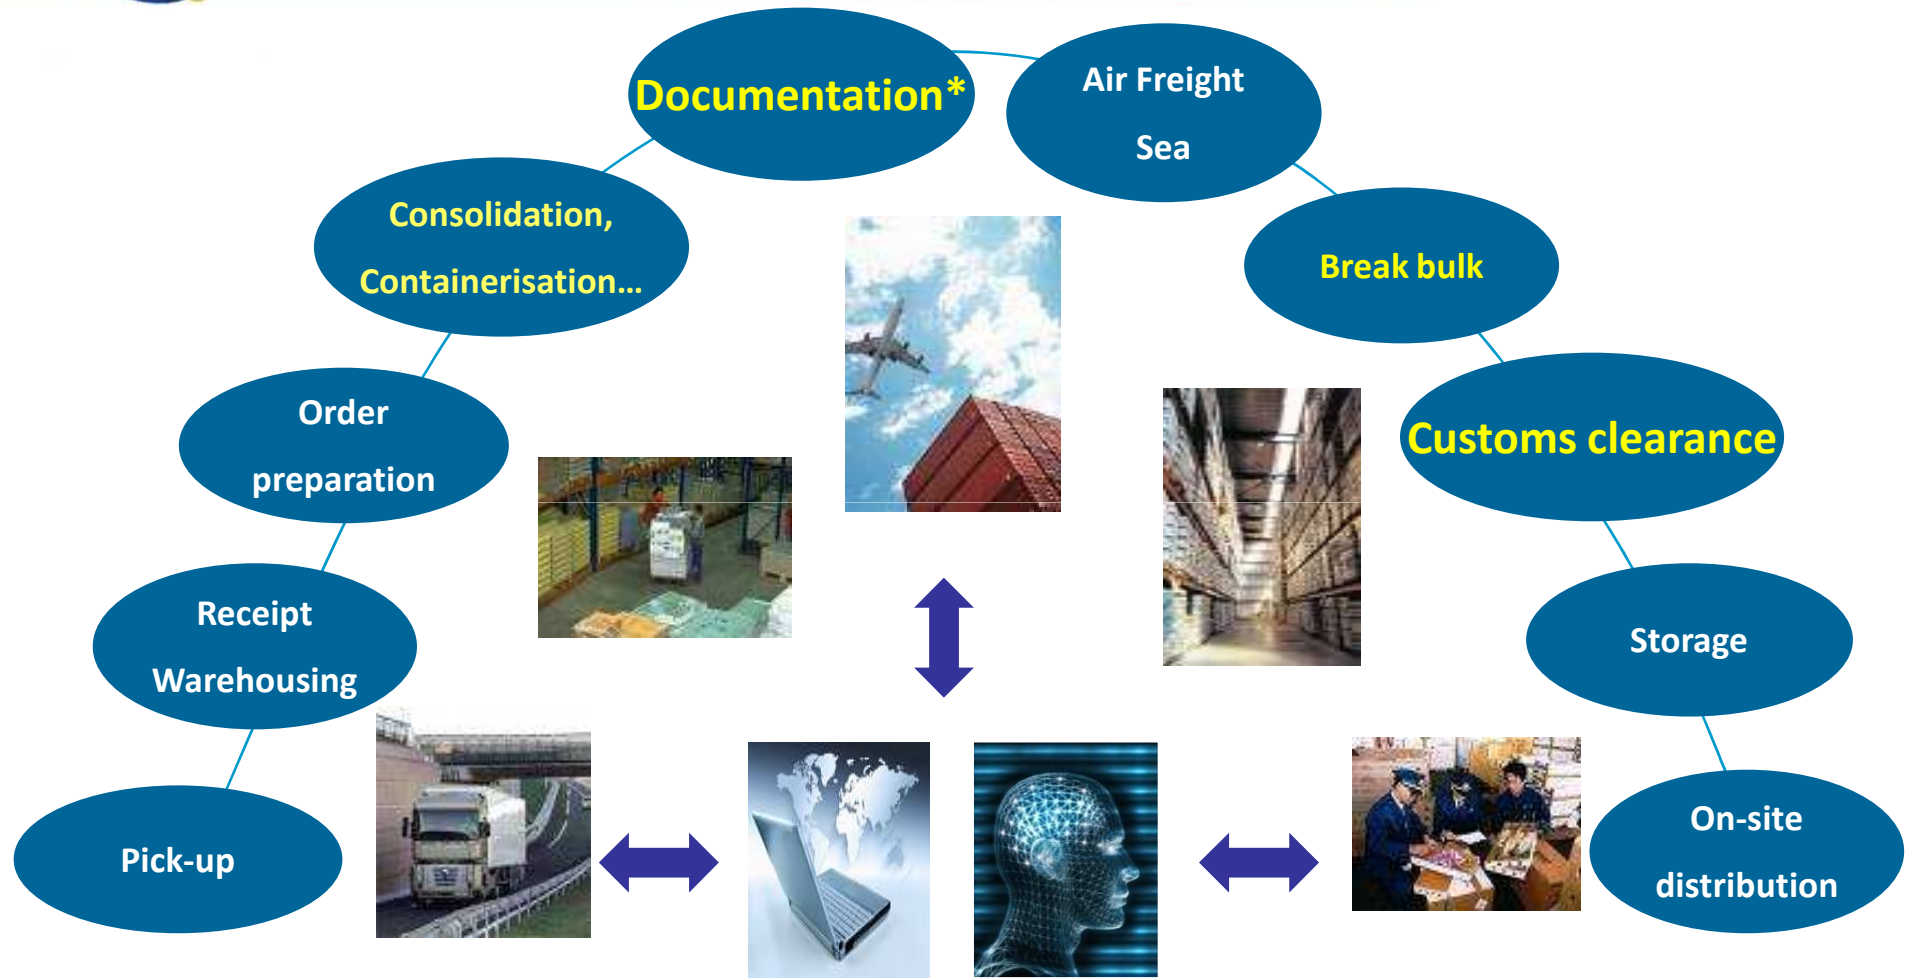 Documentation*
Air Freight
Sea
Consolidation,
Containerisation…
Break bulk
Order
preparation
Customs clearance
Receipt
Warehousing
Storage
Pick-up
On-site
distribution